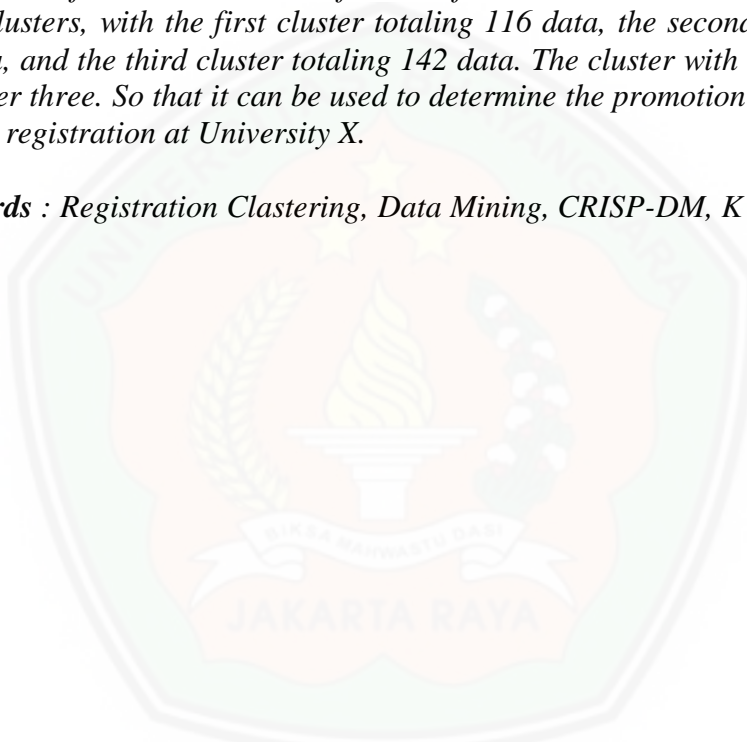 clusters, with the first cluster totaling 116 data, the second
, and the third cluster totaling 142 data. The cluster with
er three. So that it can be used to determine the promotion
registration at University X.
rds : Registration Clastering, Data Mining, CRISP-DM, K
BIKSA MAHWASTU DASI
JAKARTA RAYA